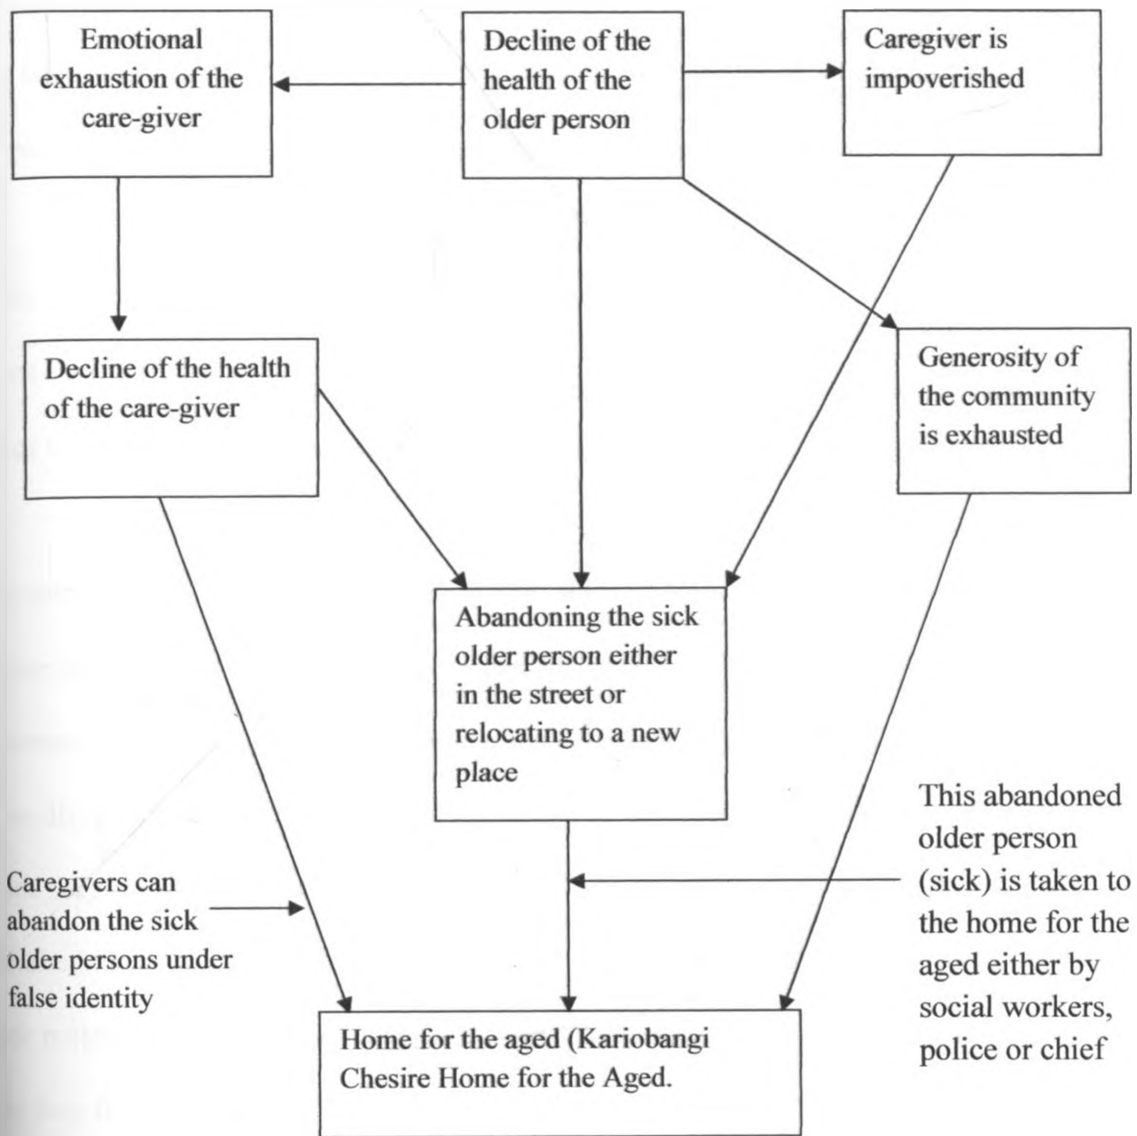 Emotional
exhaustion of the
care-giver
Decline of the
health of the
older person
Caregiver is
impoverished
Decline of the health
of the care-giver
Generosity of
the community
is exhausted
Abandoning the sick
older person either
in the street or
relocating to a new
place
This abandoned
older person
(sick) is taken to
the home for the
aged either by
social workers,
police or chief
Caregivers can
abandon the sick
older persons under
false identity
Home for the aged (Kariobangi
Chesire Home for the Aged.